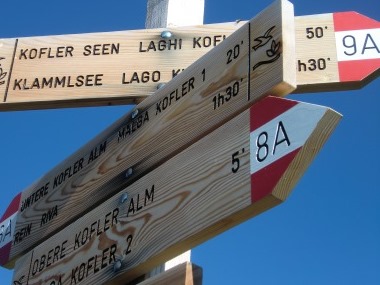 KOFLER SEEN LAGHI KOFL 50'
KLAMMLSEE LAGO 1h30
9A
MALGA KOFLER 1 20'
UNTERE KOFLER ALM
REIN RIVA 1h30
8A
OBERE KOFLER ALM 5'
KOFLER 2